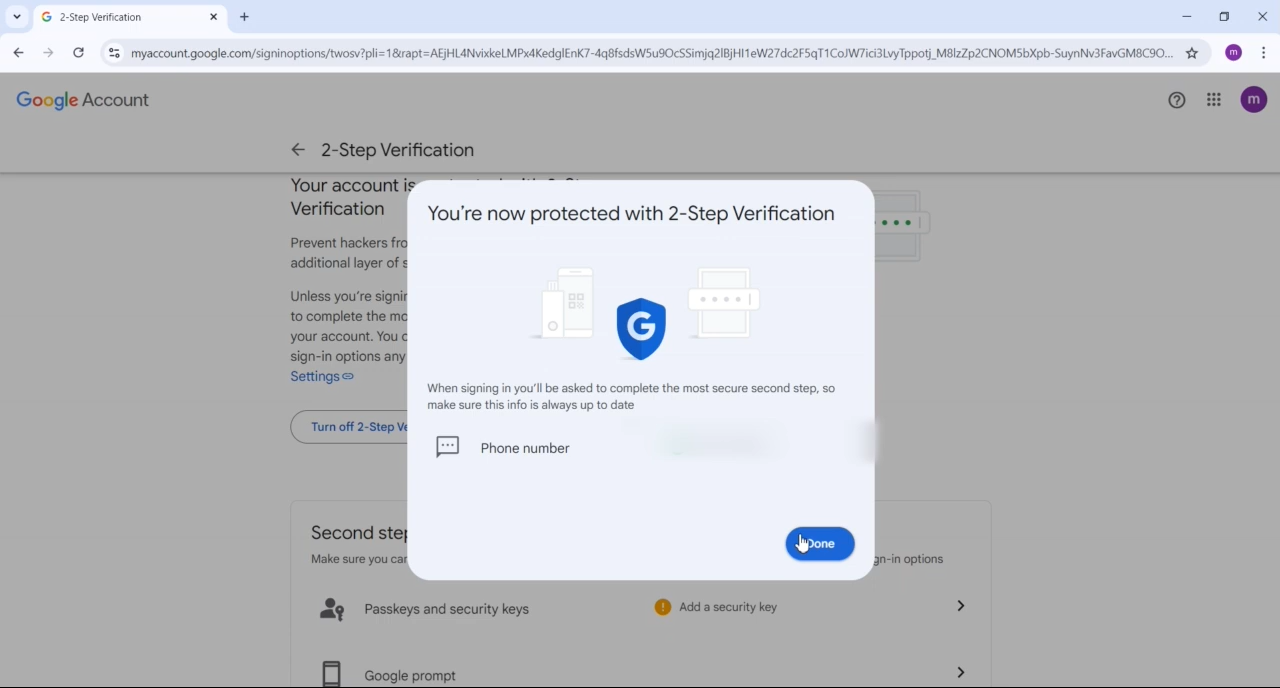 2-Step Verification
myaccount.google.com/signinoptions/twosv?pli=1&rapt=AEjHL4NvixkeLMPx4KedglEnK7-4q8fsdsW5u9OcSSimjq2lBjHI1eW27dc2F5qT1CoJW7ici3LvyTppotj_M8lzZp2CNOM5bXpb-SuynNv3FavGM8C9O...
m
Google Account
m
2-Step Verification
Your account is
Verification
Prevent hackers fro
additional layer of s
Unless you're signin
to complete the mo
your account. You c
sign-in options any
Settings
Turn off 2-Step Ve
You're now protected with 2-Step Verification
G
When signing in you'll be asked to complete the most secure second step, so
make sure this info is always up to date
Phone number
Done
Second step
Make sure you can
gn-in options
Passkeys and security keys
Add a security key
Google prompt